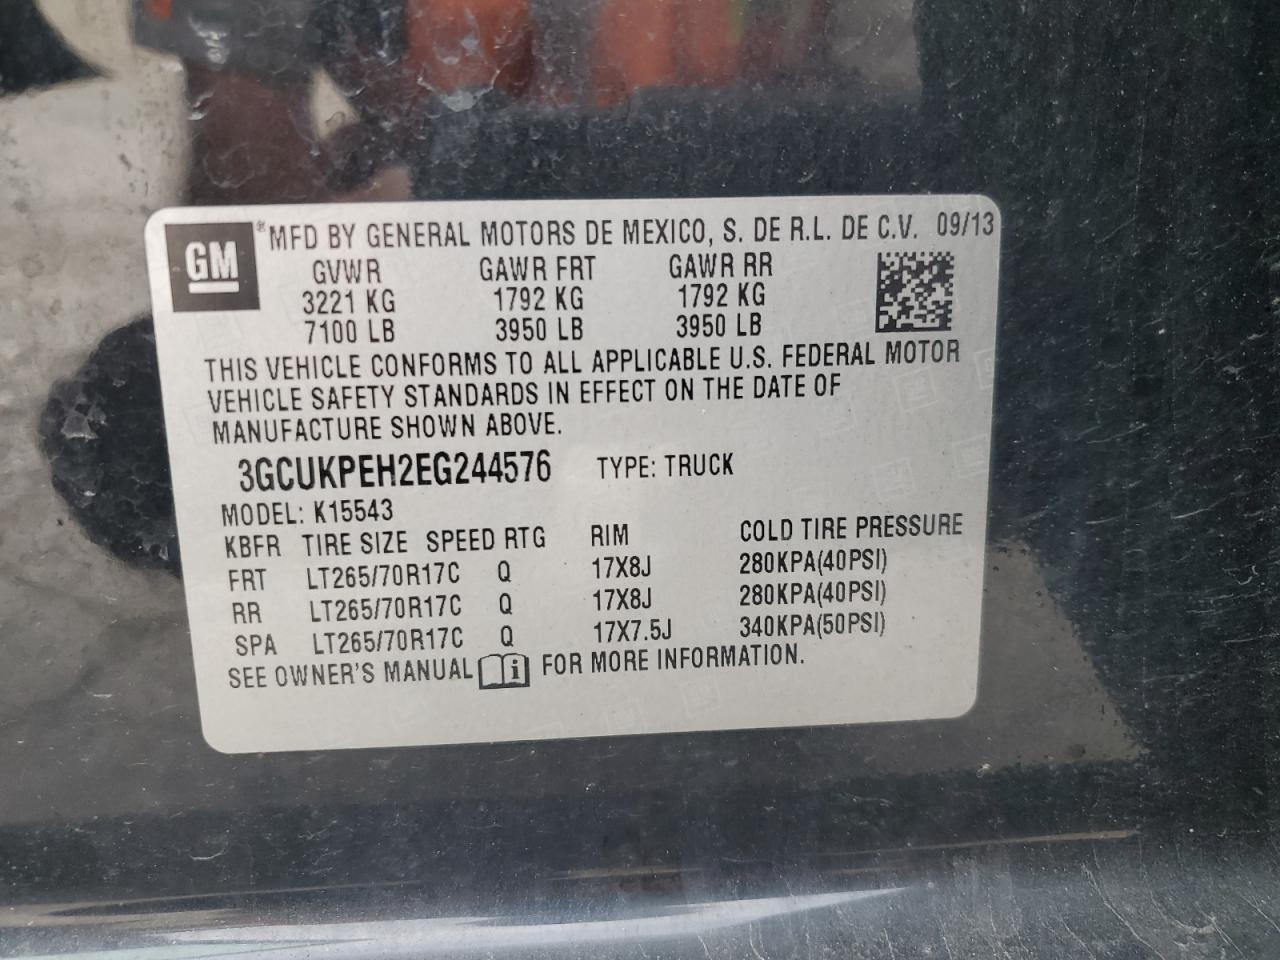 GM ® MFD BY GENERAL MOTORS DE MEXICO, S. DE R.L. DE C.V. 09/13
GVWR GAWR FRT GAWR RR
3221 KG 1792 KG 1792 KG
7100 LB 3950 LB 3950 LB
THIS VEHICLE CONFORMS TO ALL APPLICABLE U.S. FEDERAL MOTOR
VEHICLE SAFETY STANDARDS IN EFFECT ON THE DATE OF
MANUFACTURE SHOWN ABOVE.
3GCUKPEH2EG244576 TYPE: TRUCK
MODEL: K15543
KBFR TIRE SIZE SPEED RTG RIM COLD TIRE PRESSURE
FRT LT265/70R17C Q 17X8J 280KPA(40PSI)
RR LT265/70R17C Q 17X8J 280KPA(40PSI)
SPA LT265/70R17C Q 17X7.5J 340KPA(50PSI)
SEE OWNER'S MANUAL i FOR MORE INFORMATION.